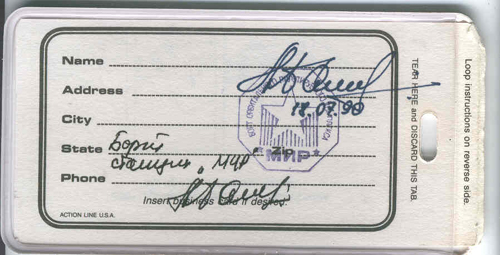 Name
Address
18.07.90
City
State Борт
Zip
станции "МИР"
"МИР"
Phone
Insert business card if desired.
ACTION LINE U.S.A.
TEAR HERE and DISCARD THIS TAB.
Loop instructions on reverse side.